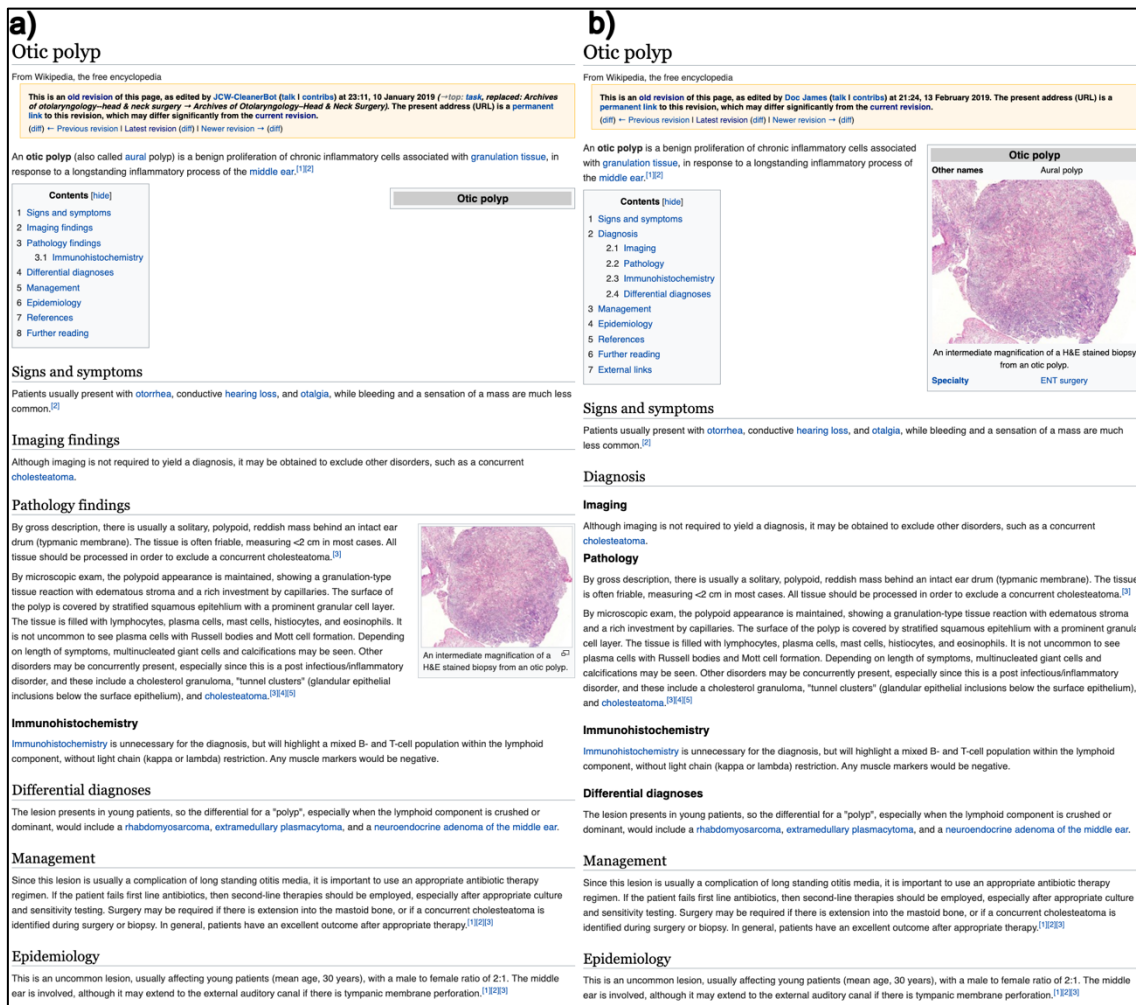 a)
Otic polyp
From Wikipedia, the free encyclopedia
This is an old revision of this page, as edited by JCW-CleanerBot (talk | contribs) at 23:11, 10 January 2019 (→top: task, replaced: Archives
of otolaryngology--head & neck surgery → Archives of Otolaryngology–Head & Neck Surgery). The present address (URL) is a permanent
link to this revision, which may differ significantly from the current revision.
(diff) ← Previous revision | Latest revision (diff) | Newer revision → (diff)
An otic polyp (also called aural polyp) is a benign proliferation of chronic inflammatory cells associated with granulation tissue, in
response to a longstanding inflammatory process of the middle ear.[1][2]
Contents [hide]
1 Signs and symptoms
2 Imaging findings
3 Pathology findings
3.1 Immunohistochemistry
4 Differential diagnoses
5 Management
6 Epidemiology
7 References
8 Further reading
Otic polyp
Signs and symptoms
Patients usually present with otorrhea, conductive hearing loss, and otalgia, while bleeding and a sensation of a mass are much less
common.[2]
Imaging findings
Although imaging is not required to yield a diagnosis, it may be obtained to exclude other disorders, such as a concurrent
cholesteatoma.
Pathology findings
By gross description, there is usually a solitary, polypoid, reddish mass behind an intact ear
drum (typmanic membrane). The tissue is often friable, measuring <2 cm in most cases. All
tissue should be processed in order to exclude a concurrent cholesteatoma.[3]
By microscopic exam, the polypoid appearance is maintained, showing a granulation-type
tissue reaction with edematous stroma and a rich investment by capillaries. The surface of
the polyp is covered by stratified squamous epitehlium with a prominent granular cell layer.
The tissue is filled with lymphocytes, plasma cells, mast cells, histiocytes, and eosinophils. It
is not uncommon to see plasma cells with Russell bodies and Mott cell formation. Depending
on length of symptoms, multinucleated giant cells and calcifications may be seen. Other
disorders may be concurrently present, especially since this is a post infectious/inflammatory
disorder, and these include a cholesterol granuloma, "tunnel clusters" (glandular epithelial
inclusions below the surface epithelium), and cholesteatoma.[3][4][5]
An intermediate magnification of a
H&E stained biopsy from an otic polyp.
Immunohistochemistry
Immunohistochemistry is unnecessary for the diagnosis, but will highlight a mixed B- and T-cell population within the lymphoid
component, without light chain (kappa or lambda) restriction. Any muscle markers would be negative.
Differential diagnoses
The lesion presents in young patients, so the differential for a "polyp", especially when the lymphoid component is crushed or
dominant, would include a rhabdomyosarcoma, extramedullary plasmacytoma, and a neuroendocrine adenoma of the middle ear.
Management
Since this lesion is usually a complication of long standing otitis media, it is important to use an appropriate antibiotic therapy
regimen. If the patient fails first line antibiotics, then second-line therapies should be employed, especially after appropriate culture
and sensitivity testing. Surgery may be required if there is extension into the mastoid bone, or if a concurrent cholesteatoma is
identified during surgery or biopsy. In general, patients have an excellent outcome after appropriate therapy.[1][2][3]
Epidemiology
This is an uncommon lesion, usually affecting young patients (mean age, 30 years), with a male to female ratio of 2:1. The middle
ear is involved, although it may extend to the external auditory canal if there is tympanic membrane perforation.[1][2][3]
b)
Otic polyp
From Wikipedia, the free encyclopedia
This is an old revision of this page, as edited by Doc James (talk | contribs) at 21:24, 13 February 2019. The present address (URL) is a
permanent link to this revision, which may differ significantly from the current revision.
(diff) ← Previous revision | Latest revision (diff) | Newer revision → (diff)
An otic polyp is a benign proliferation of chronic inflammatory cells associated
with granulation tissue, in response to a longstanding inflammatory process of
the middle ear.[1][2]
Contents [hide]
1 Signs and symptoms
2 Diagnosis
2.1 Imaging
2.2 Pathology
2.3 Immunohistochemistry
2.4 Differential diagnoses
3 Management
4 Epidemiology
5 References
6 Further reading
7 External links
Otic polyp
Other names Aural polyp
An intermediate magnification of a H&E stained biopsy
from an otic polyp.
Specialty ENT surgery
Signs and symptoms
Patients usually present with otorrhea, conductive hearing loss, and otalgia, while bleeding and a sensation of a mass are much
less common.[2]
Diagnosis
Imaging
Although imaging is not required to yield a diagnosis, it may be obtained to exclude other disorders, such as a concurrent
cholesteatoma.
Pathology
By gross description, there is usually a solitary, polypoid, reddish mass behind an intact ear drum (typmanic membrane). The tissue
is often friable, measuring <2 cm in most cases. All tissue should be processed in order to exclude a concurrent cholesteatoma.[3]
By microscopic exam, the polypoid appearance is maintained, showing a granulation-type tissue reaction with edematous stroma
and a rich investment by capillaries. The surface of the polyp is covered by stratified squamous epitehlium with a prominent granula
cell layer. The tissue is filled with lymphocytes, plasma cells, mast cells, histiocytes, and eosinophils. It is not uncommon to see
plasma cells with Russell bodies and Mott cell formation. Depending on length of symptoms, multinucleated giant cells and
calcifications may be seen. Other disorders may be concurrently present, especially since this is a post infectious/inflammatory
disorder, and these include a cholesterol granuloma, "tunnel clusters" (glandular epithelial inclusions below the surface epithelium),
and cholesteatoma.[3][4][5]
Immunohistochemistry
Immunohistochemistry is unnecessary for the diagnosis, but will highlight a mixed B- and T-cell population within the lymphoid
component, without light chain (kappa or lambda) restriction. Any muscle markers would be negative.
Differential diagnoses
The lesion presents in young patients, so the differential for a "polyp", especially when the lymphoid component is crushed or
dominant, would include a rhabdomyosarcoma, extramedullary plasmacytoma, and a neuroendocrine adenoma of the middle ear.
Management
Since this lesion is usually a complication of long standing otitis media, it is important to use an appropriate antibiotic therapy
regimen. If the patient fails first line antibiotics, then second-line therapies should be employed, especially after appropriate culture
and sensitivity testing. Surgery may be required if there is extension into the mastoid bone, or if a concurrent cholesteatoma is
identified during surgery or biopsy. In general, patients have an excellent outcome after appropriate therapy.[1][2][3]
Epidemiology
This is an uncommon lesion, usually affecting young patients (mean age, 30 years), with a male to female ratio of 2:1. The middle
ear is involved, although it may extend to the external auditory canal if there is tympanic membrane perforation.[1][2][3]